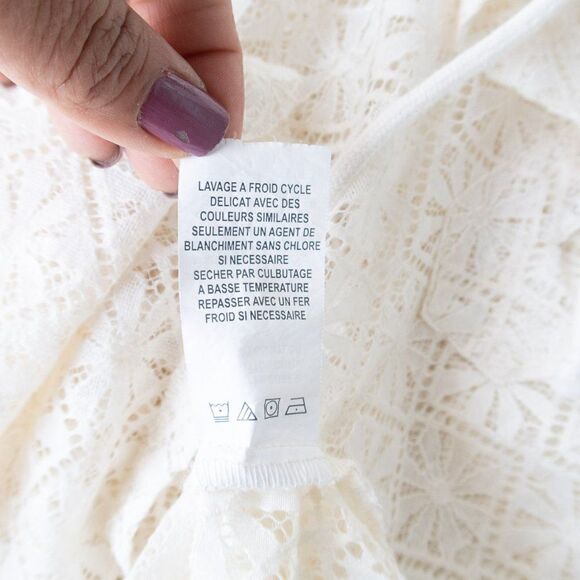 LAVAGE A FROID CYCLE
DELICAT AVEC DES
COULEURS SIMILAIRES
SEULEMENT UN AGENT DE
BLANCHIMENT SANS CHLORE
SI NECESSAIRE
SECHER PAR CULBUTAGE
A BASSE TEMPERATURE
REPASSER AVEC UN FER
FROID SI NECESSAIRE